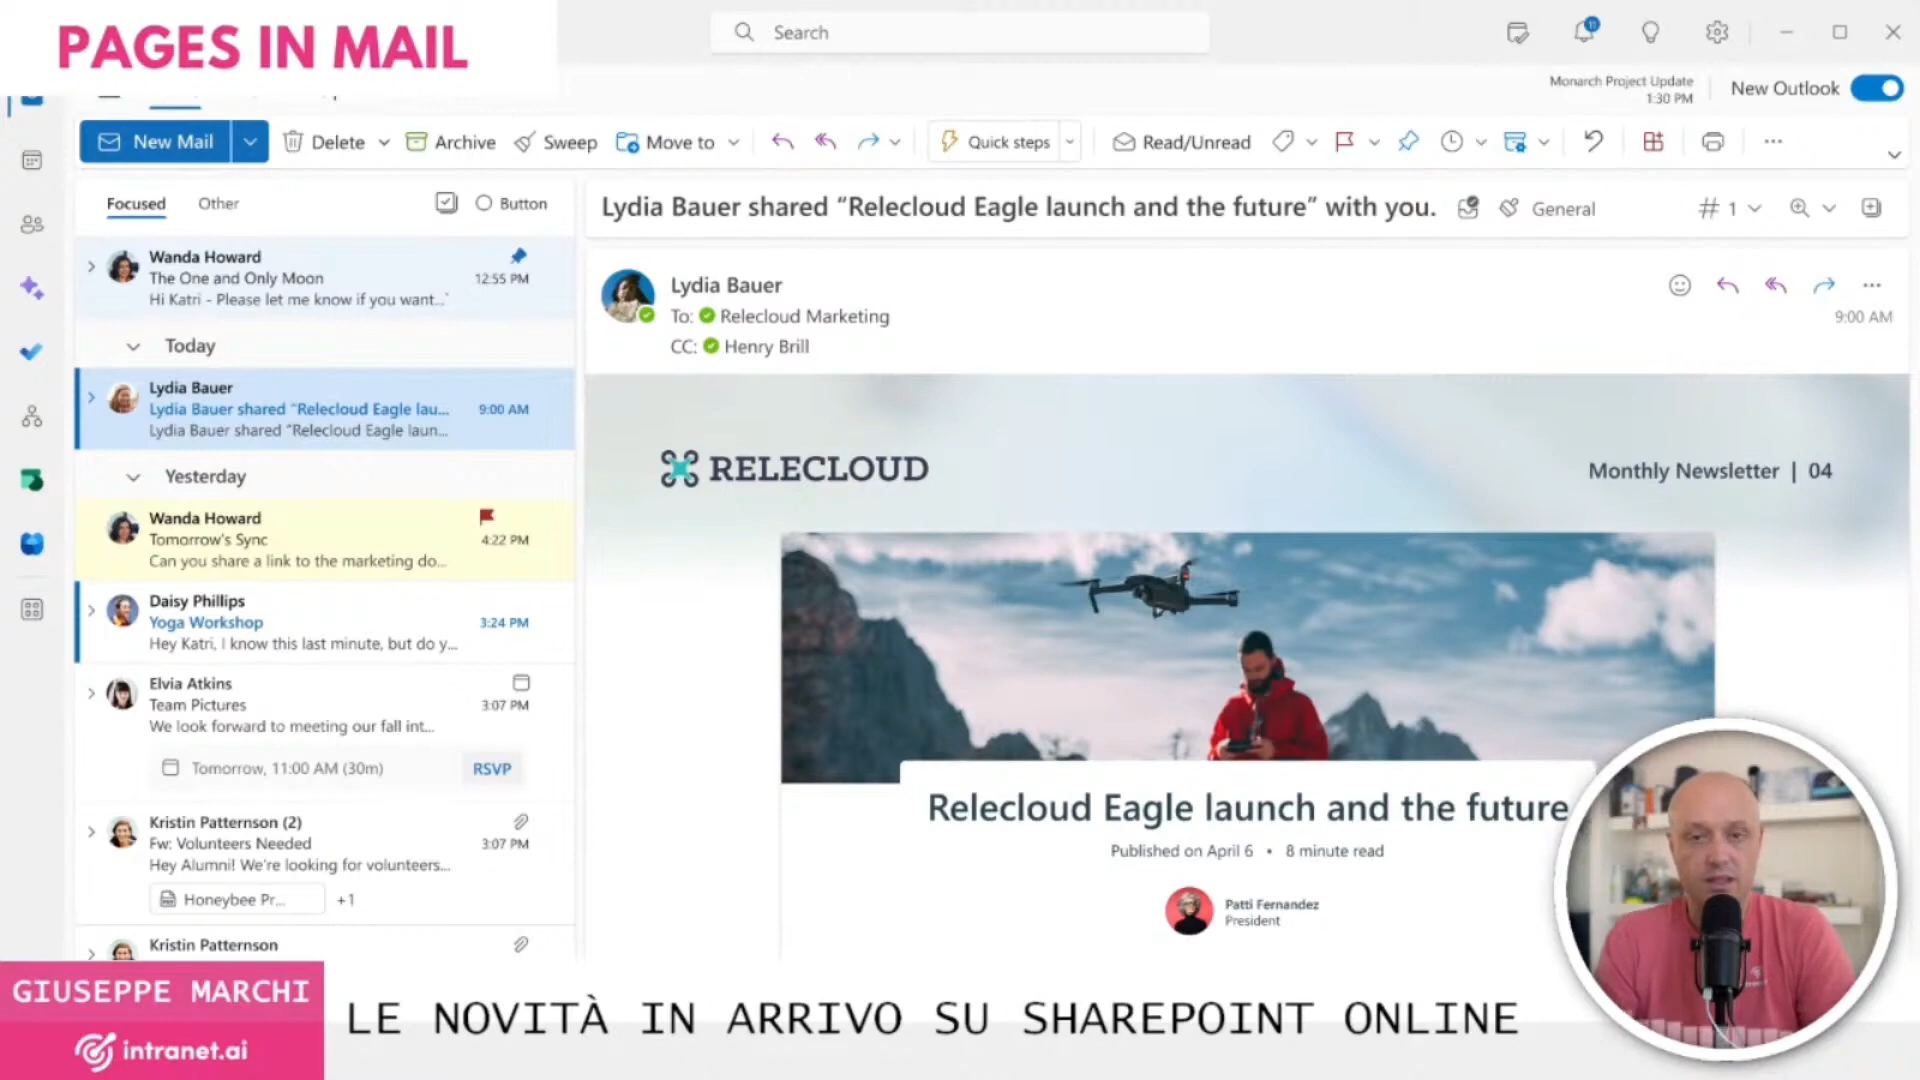 PAGES IN MAIL
Search
11
Monarch Project Update
1:30 PM
New Outlook
New Mail
Delete
Archive
Sweep
Move to
Quick steps
Read/Unread
Focused
Other
Button
Wanda Howard
The One and Only Moon
12:55 PM
Hi Katri - Please let me know if you want...`
Today
Lydia Bauer
Lydia Bauer shared “Relecloud Eagle lau...
9:00 AM
Lydia Bauer shared “Relecloud Eagle laun...
Yesterday
Wanda Howard
Tomorrow's Sync
4:22 PM
Can you share a link to the marketing do...
Daisy Phillips
Yoga Workshop
3:24 PM
Hey Katri, I know this last minute, but do y...
Elvia Atkins
Team Pictures
3:07 PM
We look forward to meeting our fall int...
Tomorrow, 11:00 AM (30m)
RSVP
Kristin Patternson (2)
Fw: Volunteers Needed
3:07 PM
Hey Alumni! We're looking for volunteers...
Honeybee Pr...
+1
Kristin Patternson
Lydia Bauer shared “Relecloud Eagle launch and the future” with you.
General
# 1
Lydia Bauer
To: Relecloud Marketing
CC: Henry Brill
9:00 AM
RELECLOUD
Monthly Newsletter | 04
Relecloud Eagle launch and the future
Published on April 6 • 8 minute read
Patti Fernandez
President
GIUSEPPE MARCHI
intranet.ai
LE NOVITÀ IN ARRIVO SU SHAREPOINT ONLINE